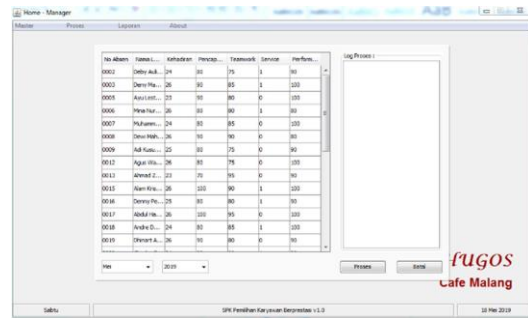 Home - Manager
Master Proses Laporan About
No Absen Nama L... Kehadiran Pencap... Teamwork Service Perform... Log Proses :
0002 Deby Auli... 24 80 75 1 90
0003 Deny Ma... 26 90 80 1 100
0005 Ayu Lest... 23 90 80 0 100
0006 Mina Nur... 26 80 90 1 80
0007 Muhamm... 24 80 85 0 100
0008 Dewi Mah... 26 90 90 0 90
0009 Adi Kusu... 25 80 75 0 90
0012 Agus Wa... 26 80 75 0 100
0013 Ahmad Z... 23 70 95 0 90
0015 Alam Kris... 26 100 90 1 100
0016 Denny Pe... 25 80 80 1 90
0017 Abdul Ha... 26 100 95 0 100
0018 Andre D... 24 80 85 1 100
0019 Dhinart A... 26 90 80 0 90
Mei 2019 Proses
HUGOS
Cafe Malang
Sabtu SPK Pemilihan Karyawan Berprestasi v1.0 18 Mei 2019